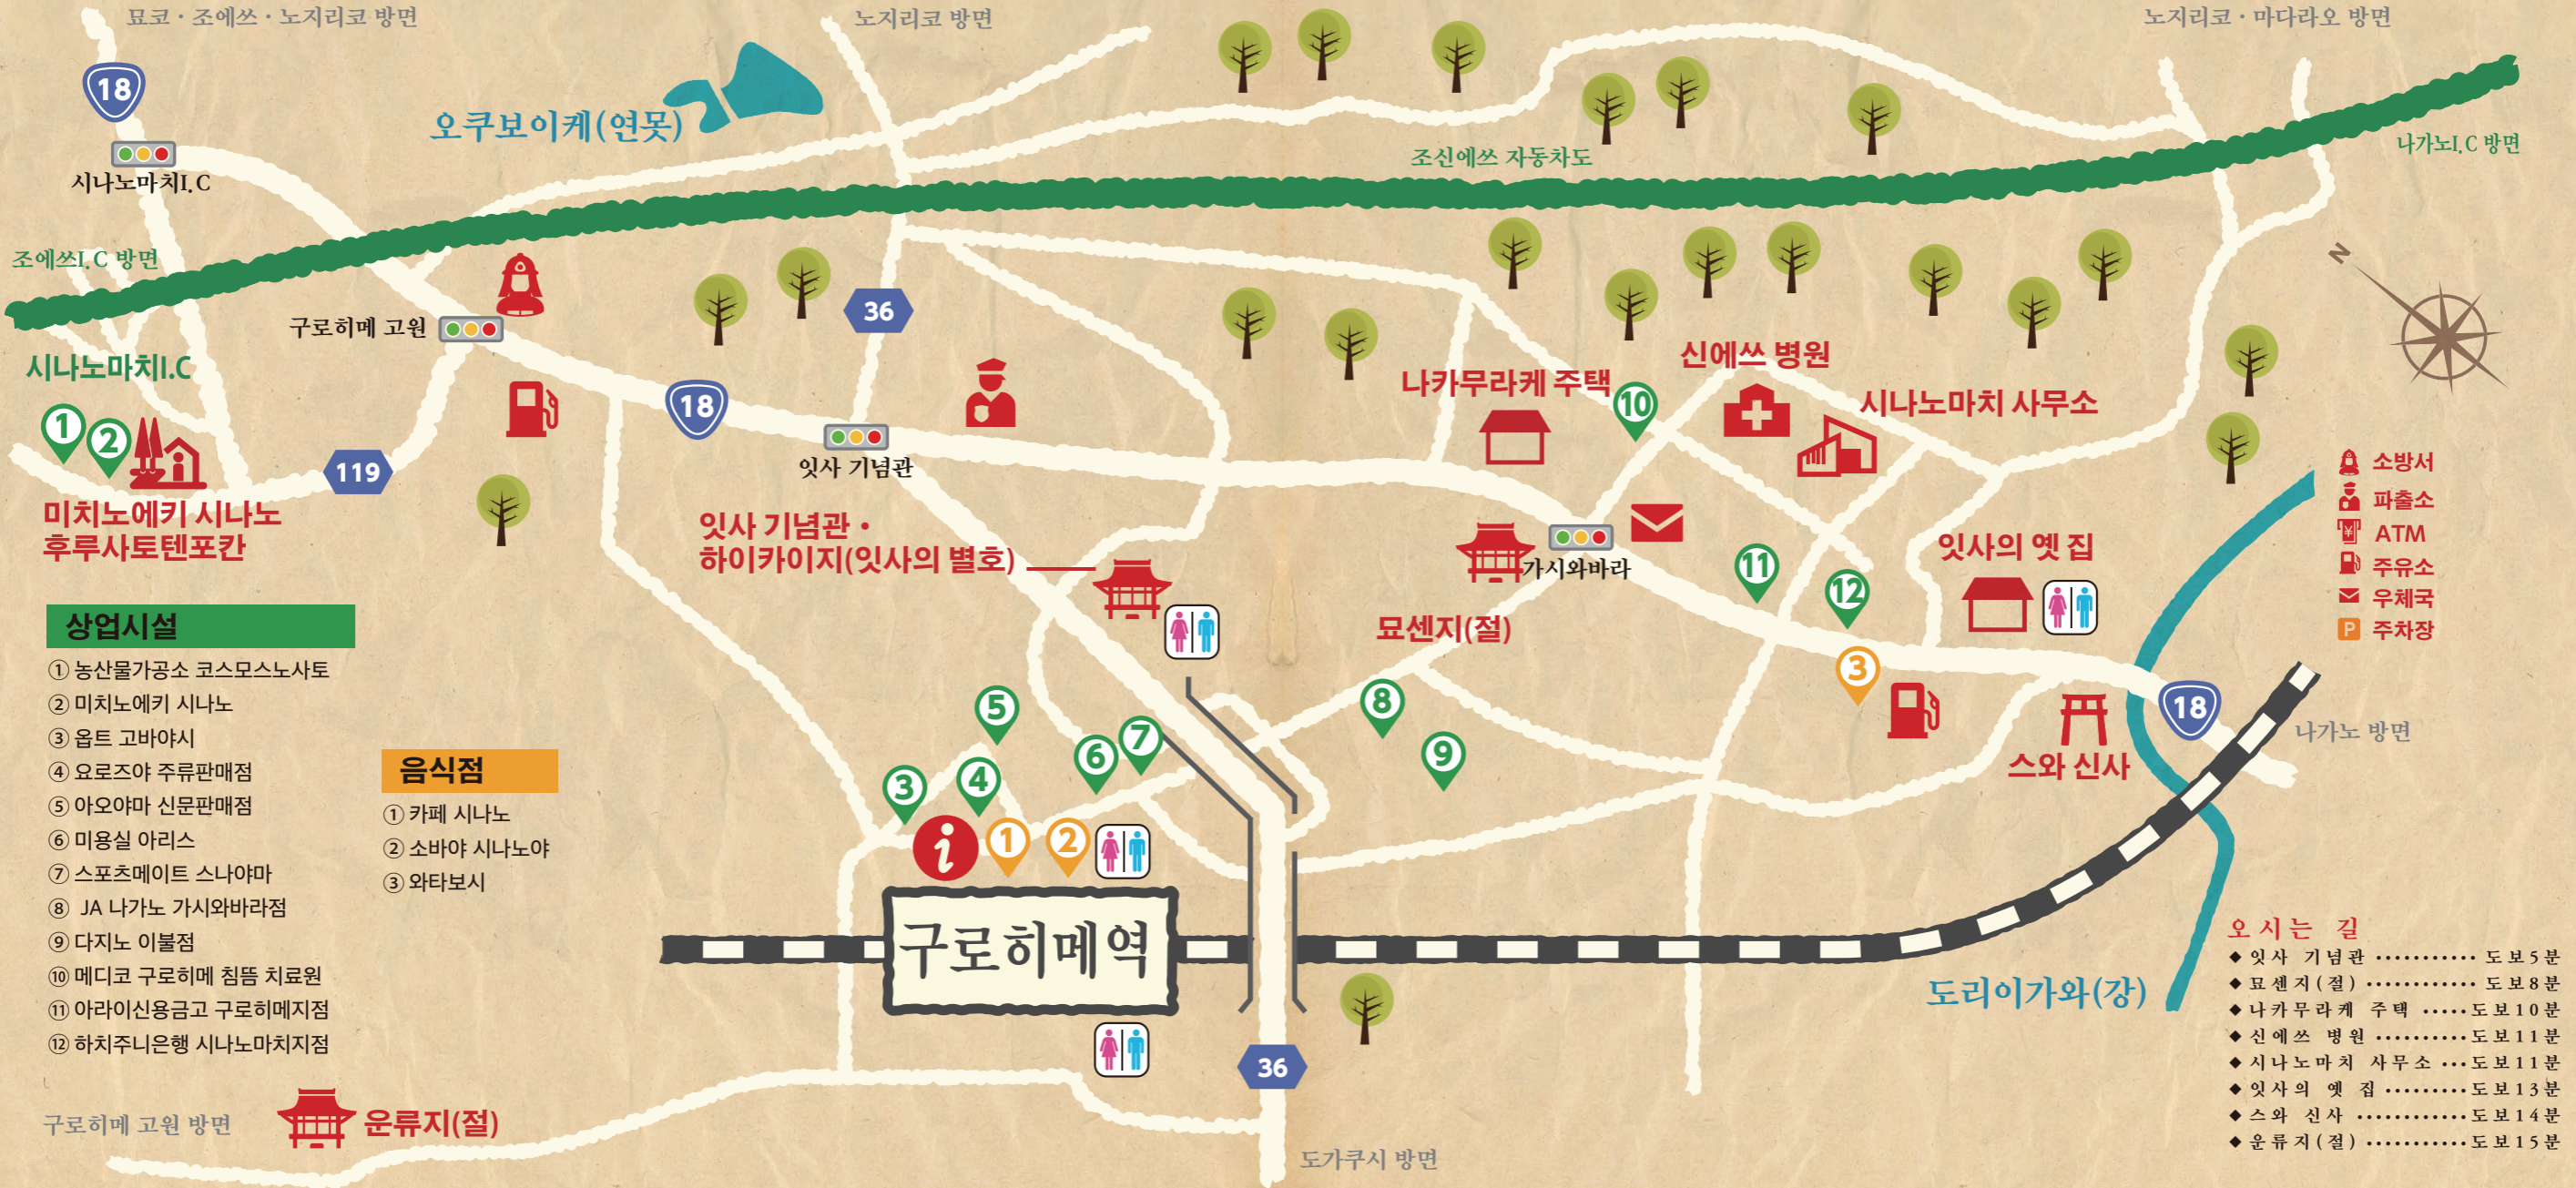 묘코 · 조에쓰 · 노지리코 방면
노지리코 방면
노지리코 · 마다라오 방면
18
시나노마치I.C
오쿠보이케(연못)
조신에쓰 자동차도
나가노I.C 방면
조에쓰I.C 방면
N
구로히메 고원
36
시나노마치I.C
1
2
18
119
잇사 기념관
나카무라케 주택
10
신에쓰 병원
시나노마치 사무소
미치노에키 시나노
후루사토텐포칸
잇사 기념관 ·
하이카이지(잇사의 별호)
가시와바라
묘센지(절)
11
12
잇사의 옛 집
3
18
스와 신사
나가노 방면
소방서
파출소
¥
ATM
주유소
우체국
P
주차장
상업시설
① 농산물가공소 코스모스노사토
② 미치노에키 시나노
③ 옵트 고바야시
④ 요로즈야 주류판매점
⑤ 아오야마 신문판매점
⑥ 미용실 아리스
⑦ 스포츠메이트 스나야마
⑧ JA 나가노 가시와바라점
⑨ 다지노 이불점
⑩ 메디코 구로히메 침뜸 치료원
⑪ 아라이신용금고 구로히메지점
⑫ 하치주니은행 시나노마치지점
음식점
① 카페 시나노
② 소바야 시나노야
③ 와타보시
5
3
4
6
7
8
9
i
1
2
구로히메역
36
도리이가와(강)
구로히메 고원 방면
운류지(절)
도가쿠시 방면
오시는 길
◆ 잇사 기념관 ··········· 도보5분
◆ 묘센지(절) ············ 도보8분
◆ 나카무라케 주택 ····· 도보10분
◆ 신에쓰 병원 ·········· 도보11분
◆ 시나노마치 사무소 ··· 도보11분
◆ 잇사의 옛 집 ········· 도보13분
◆ 스와 신사 ············ 도보14분
◆ 운류지(절) ··········· 도보15분